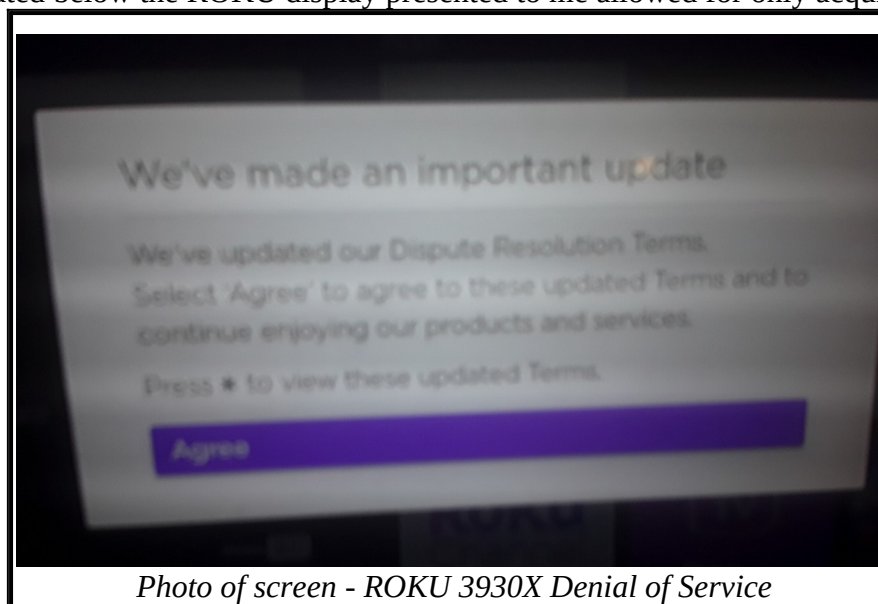 ated below the ROKU display presented to me allowed for only acqui
We've made an important update
We've updated our Dispute Resolution Terms.
Select 'Agree' to agree to these updated Terms and to
continue enjoying our products and services.
Press * to view these updated Terms.
Agree
Roku
Photo of screen - ROKU 3930X Denial of Service